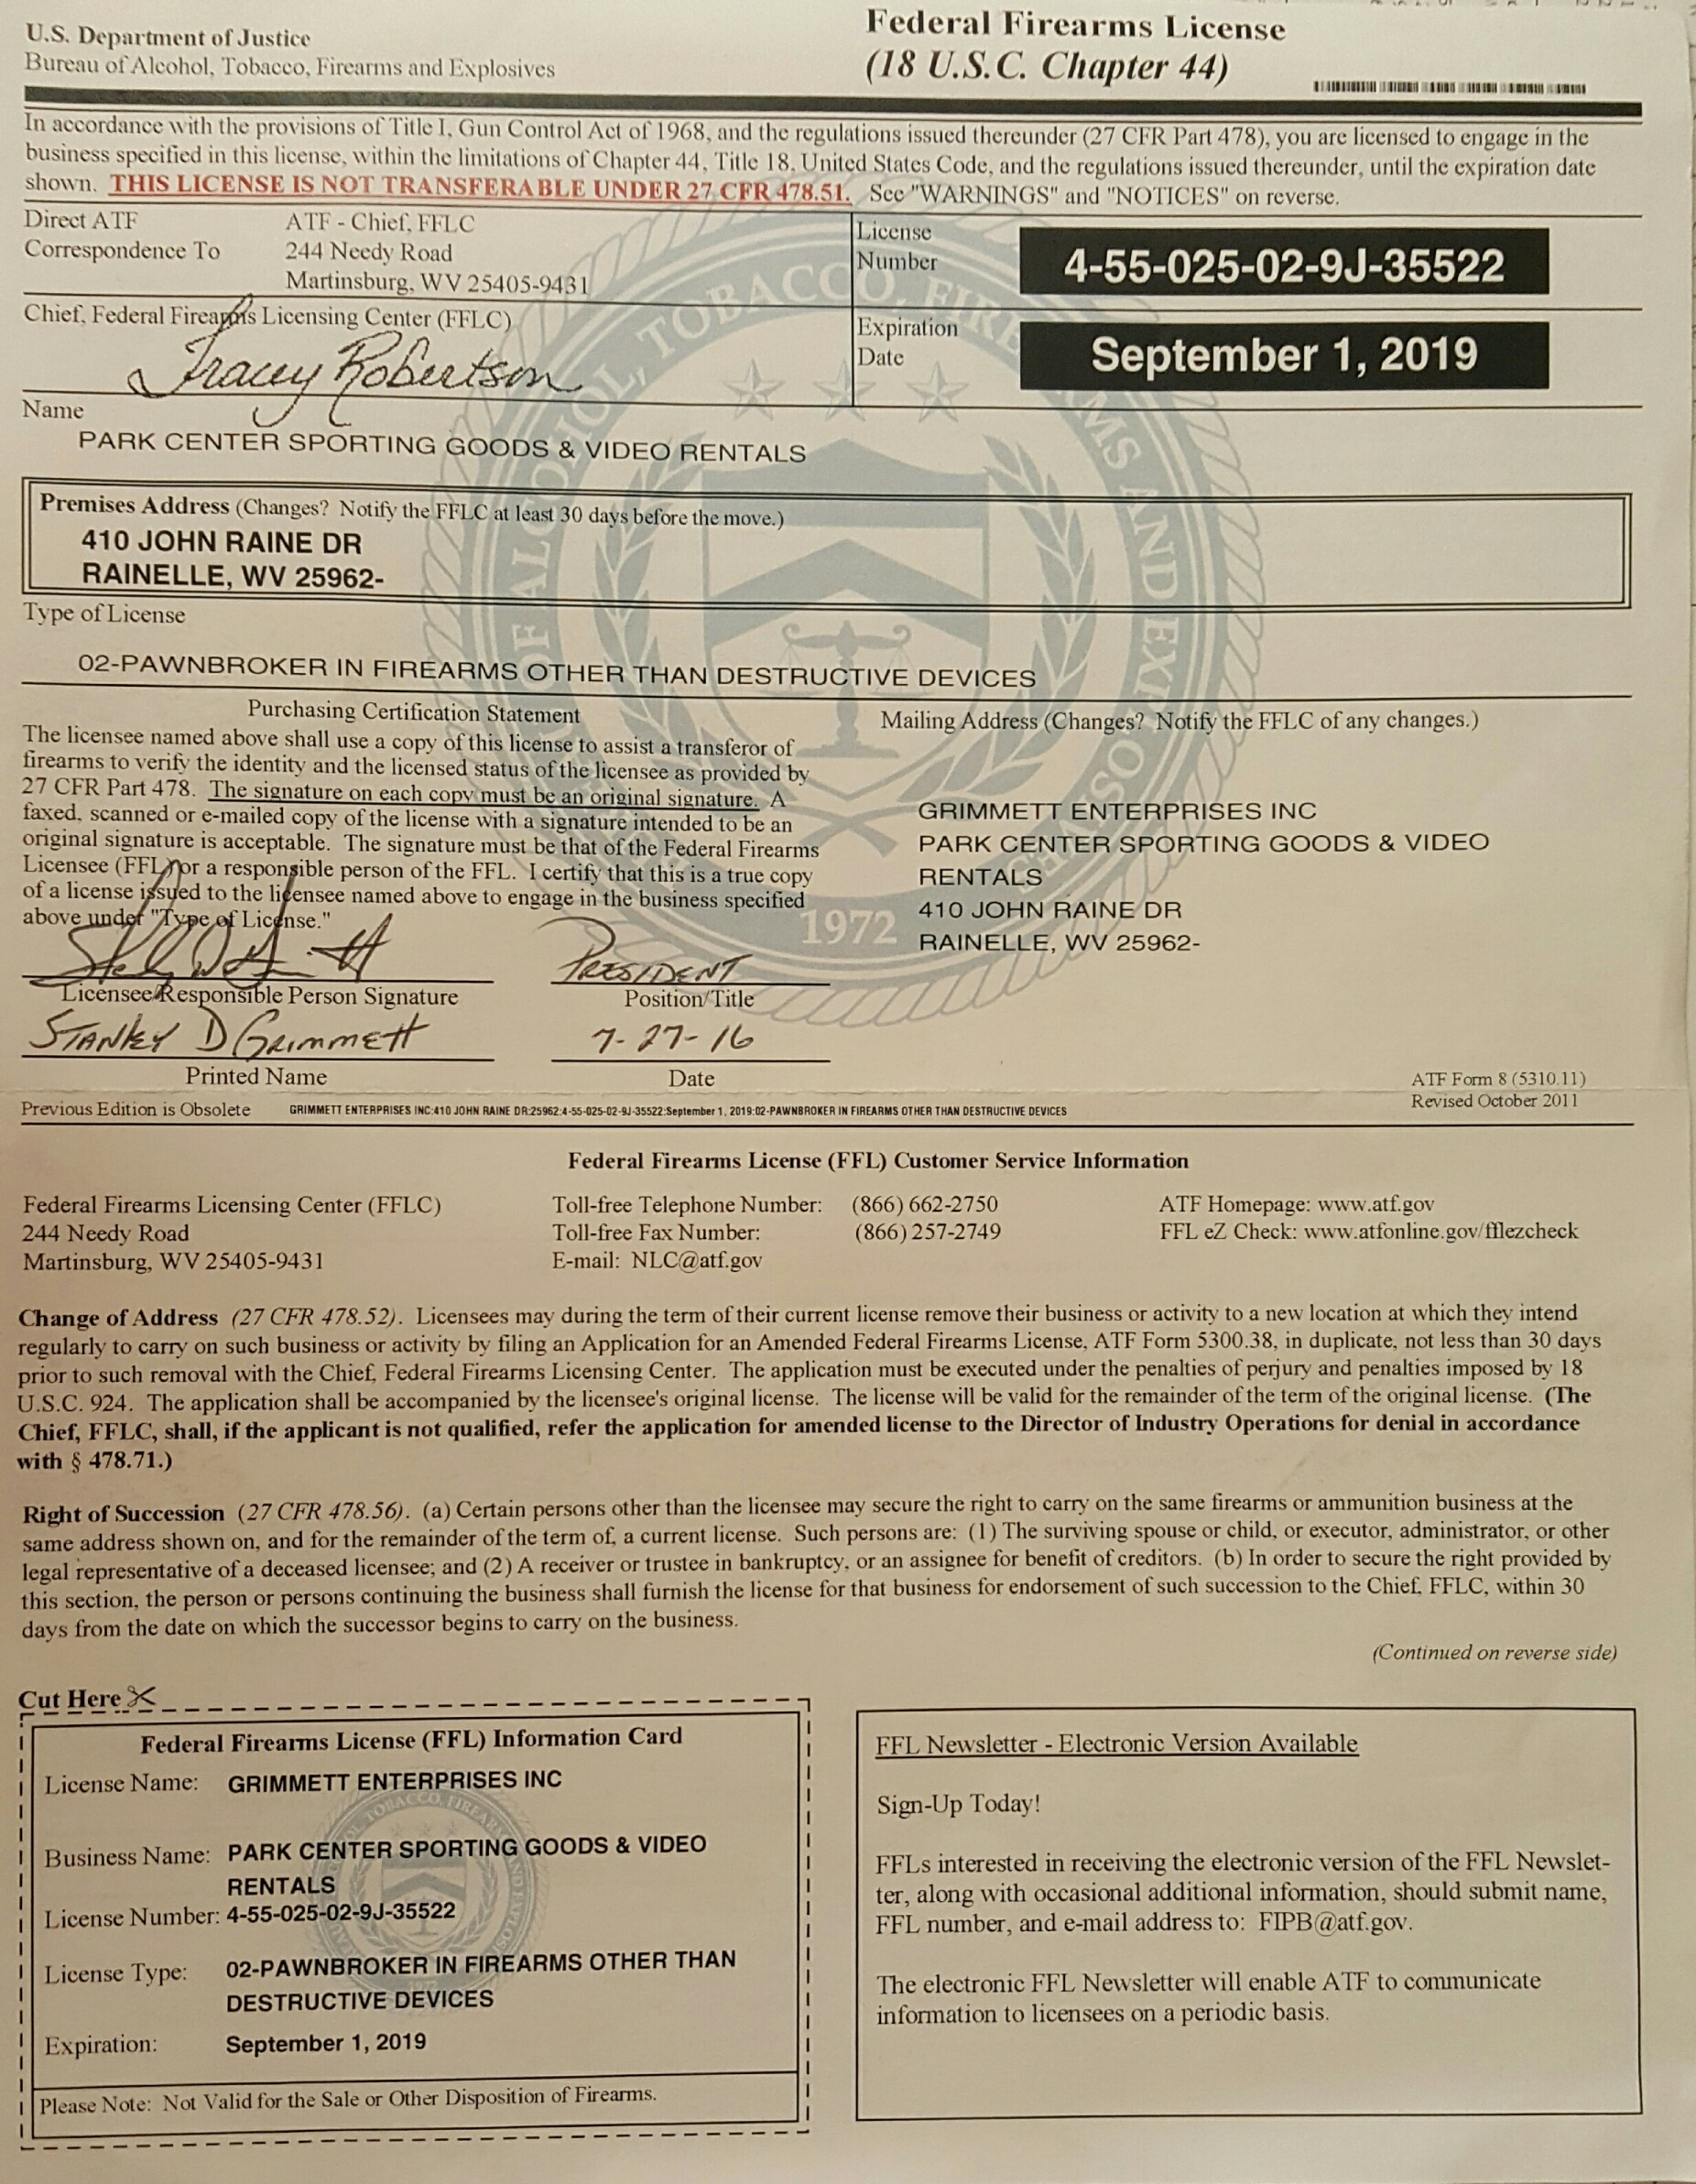 U.S. Department of Justice
Bureau of Alcohol, Tobacco, Firearms and Explosives
Federal Firearms License
(18 U.S.C. Chapter 44)
In accordance with the provisions of Title I, Gun Control Act of 1968, and the regulations issued thereunder (27 CFR Part 478), you are licensed to engage in the
business specified in this license, within the limitations of Chapter 44, Title 18, United States Code, and the regulations issued thereunder, until the expiration date
shown. THIS LICENSE IS NOT TRANSFERABLE UNDER 27 CFR 478.51. See "WARNINGS" and "NOTICES" on reverse.
Direct ATF
Correspondence To
ATF - Chief, FFLC
244 Needy Road
Martinsburg, WV 25405-9431
License
Number
4-55-025-02-9J-35522
Chief, Federal Firearms Licensing Center (FFLC)
Tracey Robertson
Expiration
Date
September 1, 2019
Name
PARK CENTER SPORTING GOODS & VIDEO RENTALS
Premises Address (Changes? Notify the FFLC at least 30 days before the move.)
410 JOHN RAINE DR
RAINELLE, WV 25962-
Type of License
02-PAWNBROKER IN FIREARMS OTHER THAN DESTRUCTIVE DEVICES
Purchasing Certification Statement
The licensee named above shall use a copy of this license to assist a transferor of
firearms to verify the identity and the licensed status of the licensee as provided by
27 CFR Part 478. The signature on each copy must be an original signature. A
faxed, scanned or e-mailed copy of the license with a signature intended to be an
original signature is acceptable. The signature must be that of the Federal Firearms
Licensee (FFL) or a responsible person of the FFL. I certify that this is a true copy
of a license issued to the licensee named above to engage in the business specified
above under "Type of License."
Mailing Address (Changes? Notify the FFLC of any changes.)
GRIMMETT ENTERPRISES INC
PARK CENTER SPORTING GOODS & VIDEO
RENTALS
410 JOHN RAINE DR
RAINELLE, WV 25962-
1972
PRESIDENT
Licensee/Responsible Person Signature
Position/Title
STANLEY D GRIMMETT
7-27-16
Printed Name
Date
ATF Form 8 (5310.11)
Revised October 2011
Previous Edition is Obsolete
GRIMMETT ENTERPRISES INC:410 JOHN RAINE DR:25962:4-55-025-02-9J-35522:September 1, 2019:02-PAWNBROKER IN FIREARMS OTHER THAN DESTRUCTIVE DEVICES
Federal Firearms License (FFL) Customer Service Information
Federal Firearms Licensing Center (FFLC)
244 Needy Road
Martinsburg, WV 25405-9431
Toll-free Telephone Number: (866) 662-2750
Toll-free Fax Number: (866) 257-2749
E-mail: NLC@atf.gov
ATF Homepage: www.atf.gov
FFL eZ Check: www.atfonline.gov/fflezcheck
Change of Address (27 CFR 478.52). Licensees may during the term of their current license remove their business or activity to a new location at which they intend
regularly to carry on such business or activity by filing an Application for an Amended Federal Firearms License, ATF Form 5300.38, in duplicate, not less than 30 days
prior to such removal with the Chief, Federal Firearms Licensing Center. The application must be executed under the penalties of perjury and penalties imposed by 18
U.S.C. 924. The application shall be accompanied by the licensee's original license. The license will be valid for the remainder of the term of the original license. (The
Chief, FFLC, shall, if the applicant is not qualified, refer the application for amended license to the Director of Industry Operations for denial in accordance
with § 478.71.)
Right of Succession (27 CFR 478.56). (a) Certain persons other than the licensee may secure the right to carry on the same firearms or ammunition business at the
same address shown on, and for the remainder of the term of, a current license. Such persons are: (1) The surviving spouse or child, or executor, administrator, or other
legal representative of a deceased licensee; and (2) A receiver or trustee in bankruptcy, or an assignee for benefit of creditors. (b) In order to secure the right provided by
this section, the person or persons continuing the business shall furnish the license for that business for endorsement of such succession to the Chief, FFLC, within 30
days from the date on which the successor begins to carry on the business.
(Continued on reverse side)
Cut Here
Federal Firearms License (FFL) Information Card
License Name: GRIMMETT ENTERPRISES INC
Business Name: PARK CENTER SPORTING GOODS & VIDEO
RENTALS
License Number: 4-55-025-02-9J-35522
License Type: 02-PAWNBROKER IN FIREARMS OTHER THAN
DESTRUCTIVE DEVICES
Expiration: September 1, 2019
Please Note: Not Valid for the Sale or Other Disposition of Firearms.
FFL Newsletter - Electronic Version Available
Sign-Up Today!
FFLs interested in receiving the electronic version of the FFL Newslet-
ter, along with occasional additional information, should submit name,
FFL number, and e-mail address to: FIPB@atf.gov.
The electronic FFL Newsletter will enable ATF to communicate
information to licensees on a periodic basis.